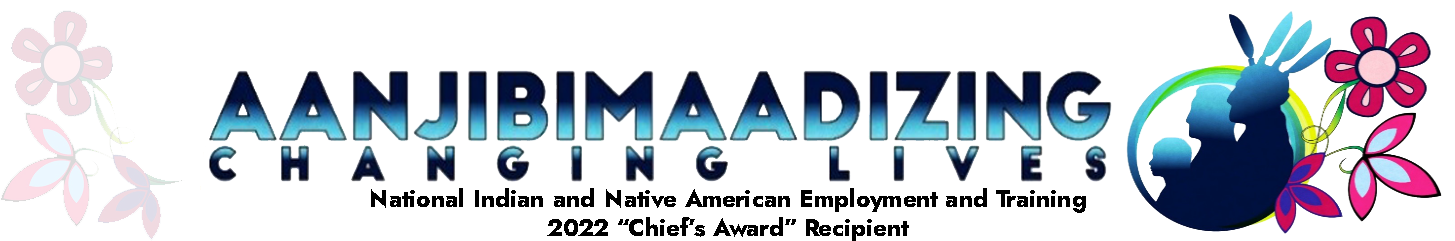 AANJIBIMAADIZING
CHANGING LIVES
National Indian and Native American Employment and Training
2022 “Chief’s Award” Recipient